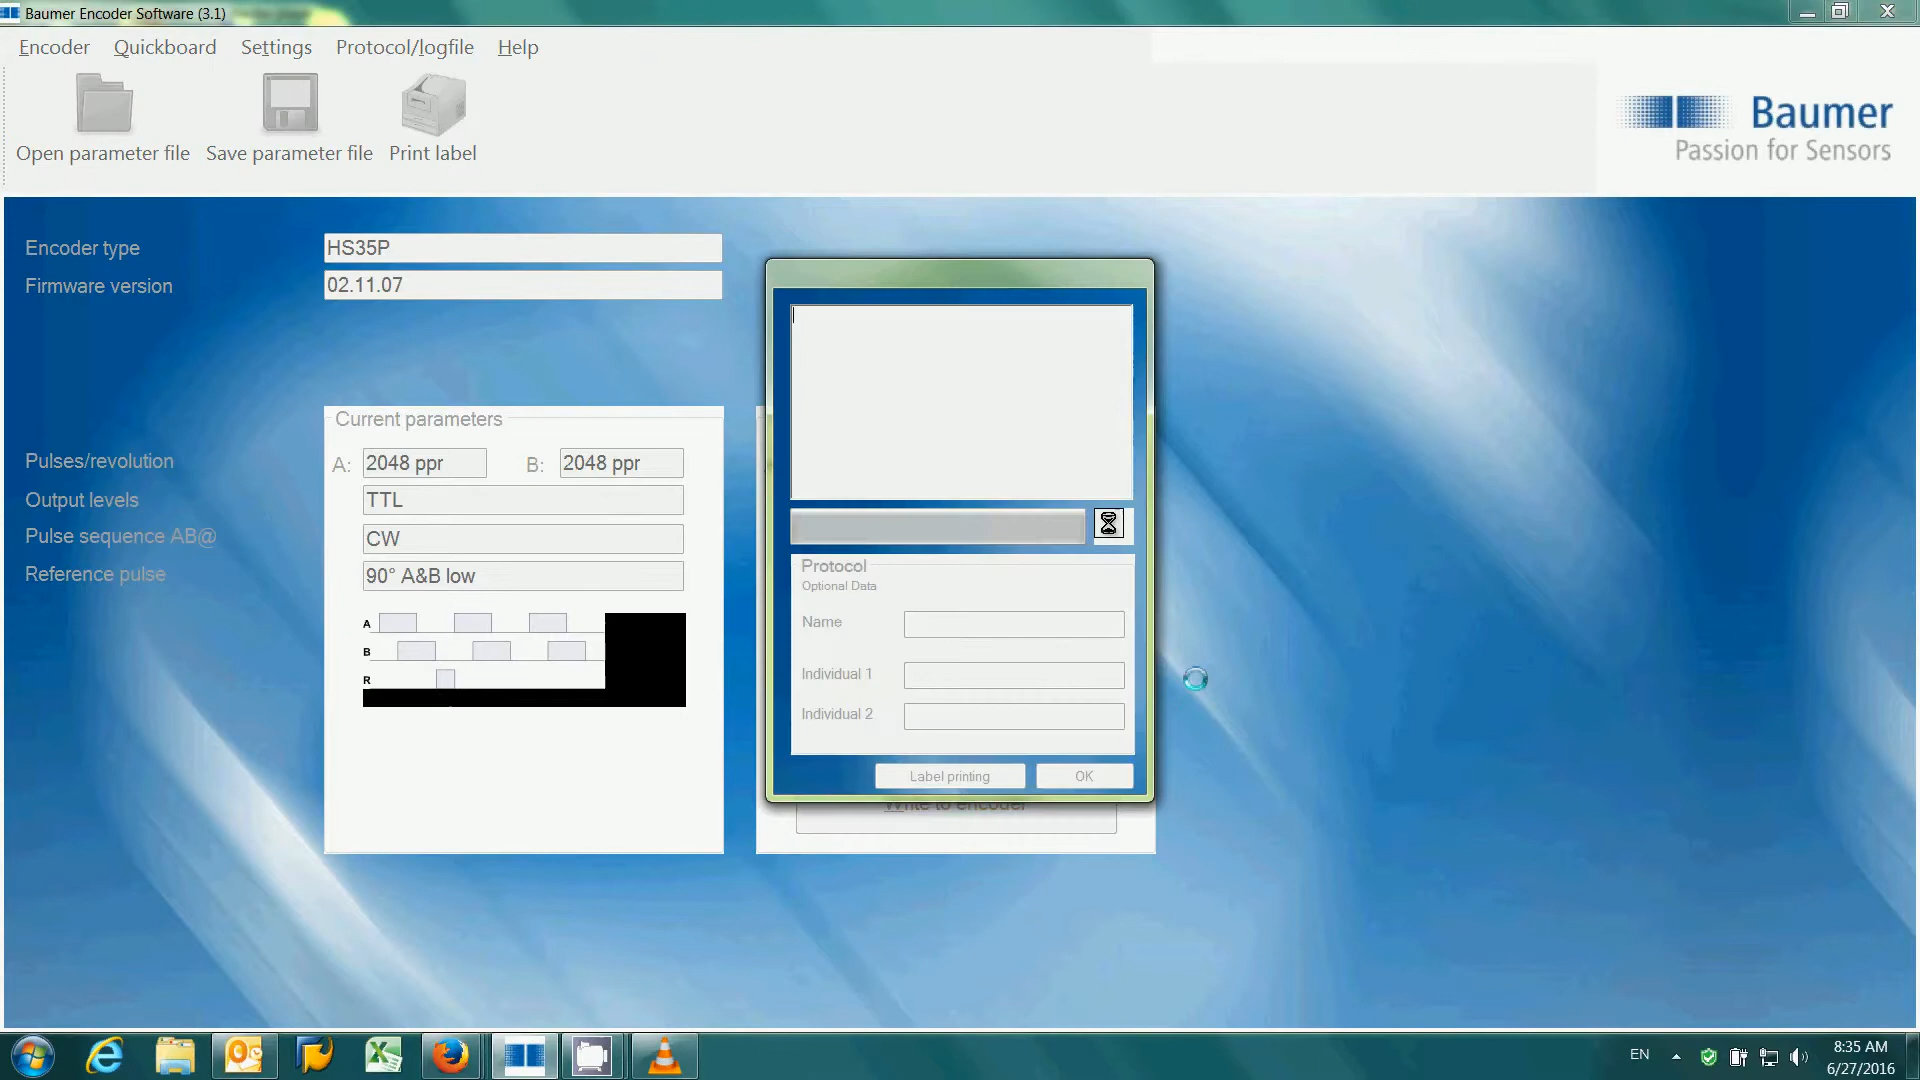 Baumer Encoder Software (3.1)
Encoder Quickboard Settings Protocol/logfile Help
Open parameter file Save parameter file Print label
Baumer
Passion for Sensors
Encoder type HS35P
Firmware version 02.11.07
Current parameters
Pulses/revolution A: 2048 ppr B: 2048 ppr
Output levels TTL
Pulse sequence AB@ CW
Reference pulse 90° A&B low
A
B
R
Protocol
Optional Data
Name
Individual 1
Individual 2
Label printing OK
Write to encoder
EN
8:35 AM
6/27/2016